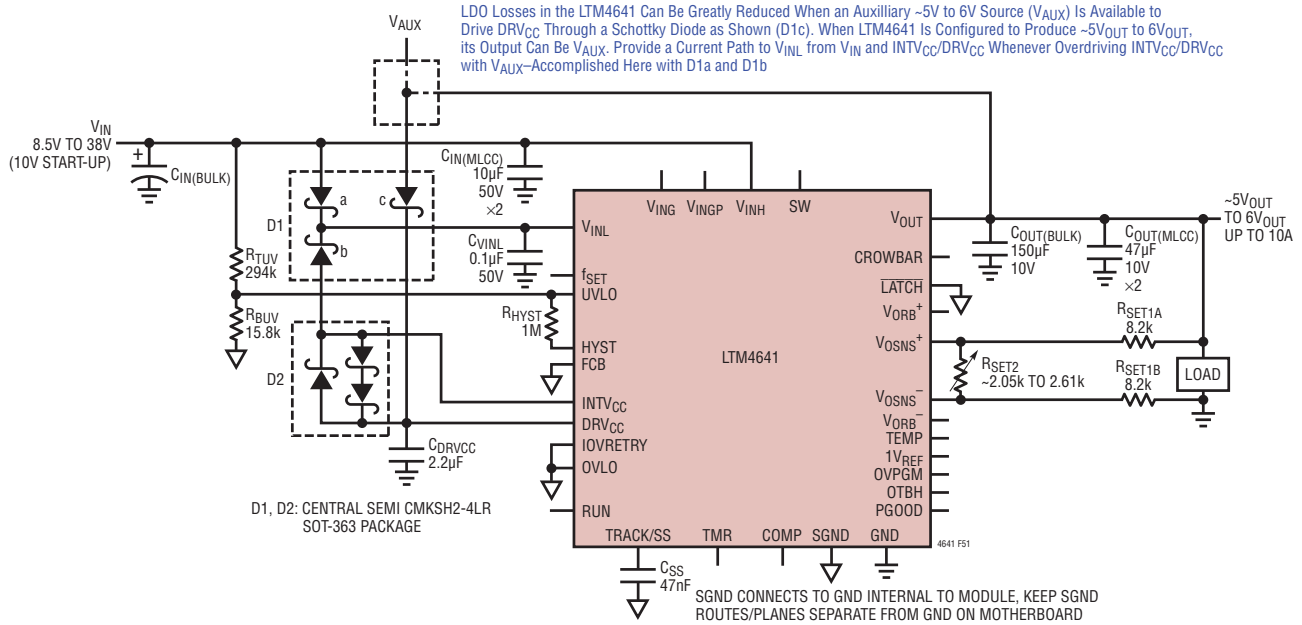 LDO Losses in the LTM4641 Can Be Greatly Reduced When an Auxilliary ~5V to 6V Source (VAUX) Is Available to
Drive DRVCC Through a Schottky Diode as Shown (D1c). When LTM4641 Is Configured to Produce ~5VOUT to 6VOUT,
its Output Can Be VAUX. Provide a Current Path to VINL from VIN and INTVCC/DRVCC Whenever Overdriving INTVCC/DRVCC
with VAUX–Accomplished Here with D1a and D1b
VAUX
VIN
8.5V TO 38V
(10V START-UP)
+
CIN(BULK)
CIN(MLCC)
10µF
50V
×2
D1
a
c
b
CVINL
0.1µF
50V
RTUV
294k
RBUV
15.8k
RHYST
1M
D2
CDRVCC
2.2µF
D1, D2: CENTRAL SEMI CMKSH2-4LR
SOT-363 PACKAGE
VING
VINGP
VINH
SW
VINL
fSET
UVLO
HYST
FCB
INTVCC
DRVCC
IOVRETRY
OVLO
RUN
LTM4641
TRACK/SS
TMR
COMP
SGND
GND
VOUT
CROWBAR
LATCH
VORB+
VOSNS+
VOSNS–
VORB–
TEMP
1VREF
OVPGM
OTBH
PGOOD
~5VOUT
TO 6VOUT
UP TO 10A
COUT(BULK)
150µF
10V
COUT(MLCC)
47µF
10V
×2
RSET1A
8.2k
RSET2
~2.05k TO 2.61k
RSET1B
8.2k
LOAD
4641 F51
CSS
47nF
SGND CONNECTS TO GND INTERNAL TO MODULE, KEEP SGND
ROUTES/PLANES SEPARATE FROM GND ON MOTHERBOARD